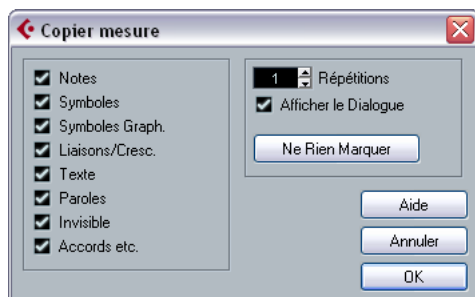 Copier mesure
Notes
Symboles
Symboles Graph.
Liaisons/Cresc.
Texte
Paroles
Invisible
Accords etc.
1 Répétitions
Afficher le Dialogue
Ne Rien Marquer
Aide
Annuler
OK